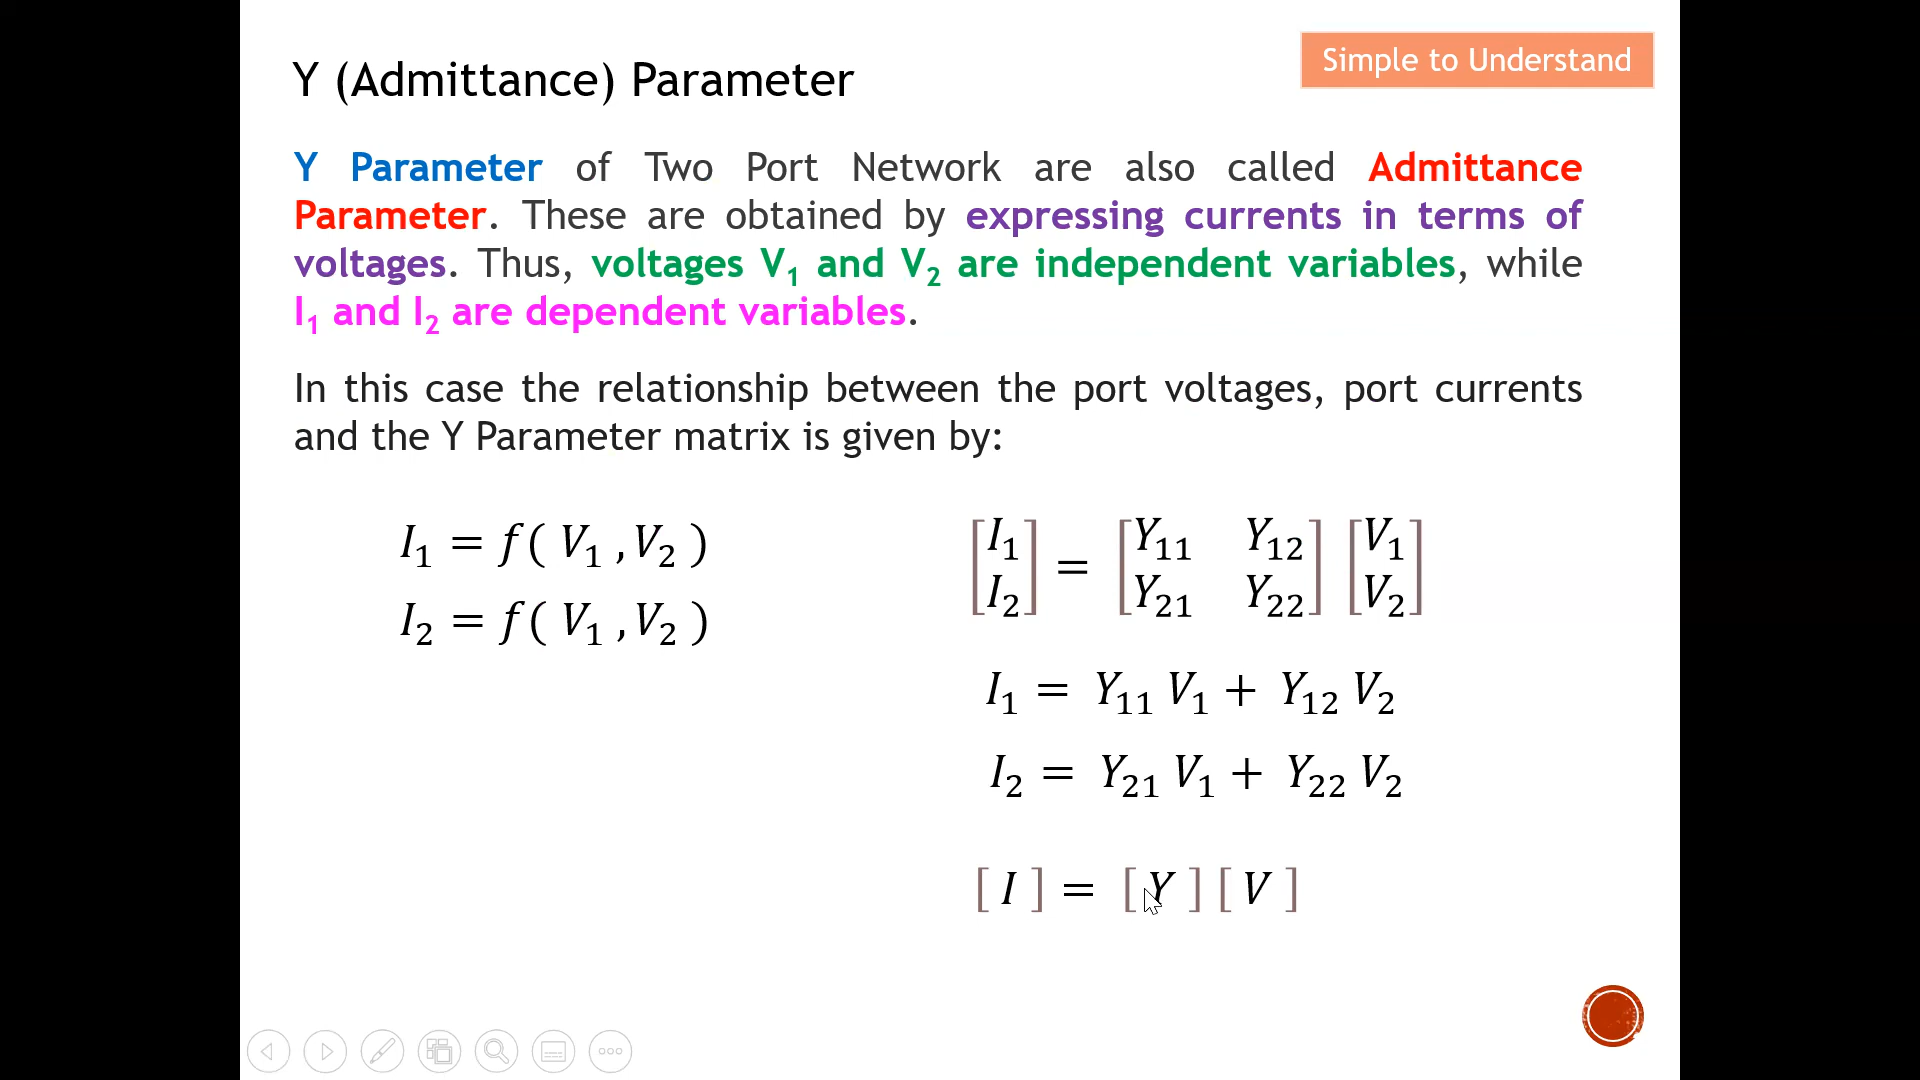 Simple to Understand
Y (Admittance) Parameter
Y Parameter of Two Port Network are also called Admittance
Parameter. These are obtained by expressing currents in terms of
voltages. Thus, voltages V₁ and V₂ are independent variables, while
I₁ and I₂ are dependent variables.
In this case the relationship between the port voltages, port currents
and the Y Parameter matrix is given by:
I₁ = f( V₁ , V₂ )
I₂ = f( V₁ , V₂ )
[I₁] = [Y₁₁ Y₁₂] [V₁]
[I₂] [Y₂₁ Y₂₂] [V₂]
I₁ = Y₁₁ V₁ + Y₁₂ V₂
I₂ = Y₂₁ V₁ + Y₂₂ V₂
[ I ] = [ Y ] [ V ]